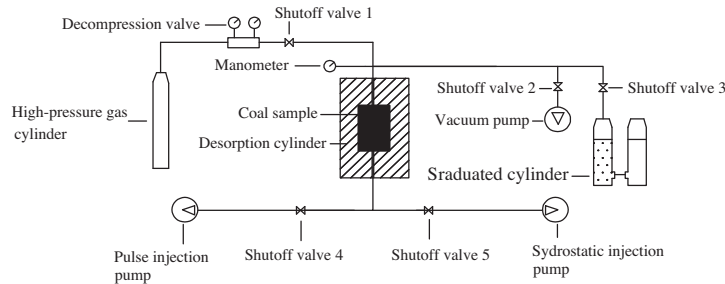 Shutoff valve 1
Decompression valve
Manometer
Shutoff valve 2
Shutoff valve 3
High-pressure gas
cylinder
Coal sample
Desorption cylinder
Vacuum pump
Sraduated cylinder
Pulse injection
pump
Shutoff valve 4
Shutoff valve 5
Sydrostatic injection
pump